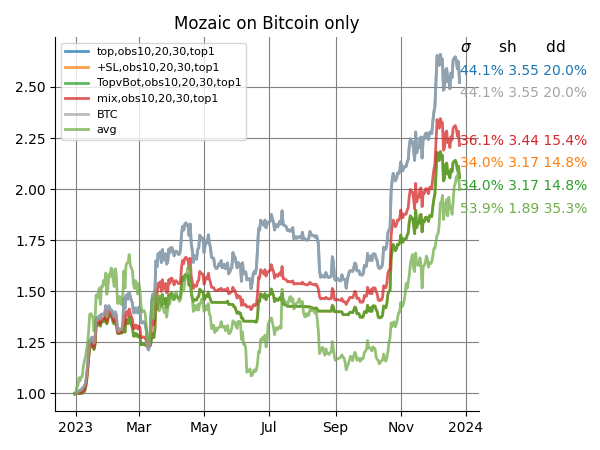 Mozaic on Bitcoin only
σ sh dd
top,obs10,20,30,top1
+SL,obs10,20,30,top1
TopvBot,obs10,20,30,top1
mix,obs10,20,30,top1
BTC
avg
44.1% 3.55 20.0%
44.1% 3.55 20.0%
36.1% 3.44 15.4%
34.0% 3.17 14.8%
34.0% 3.17 14.8%
53.9% 1.89 35.3%
2.50
2.25
2.00
1.75
1.50
1.25
1.00
2023 Mar May Jul Sep Nov 2024